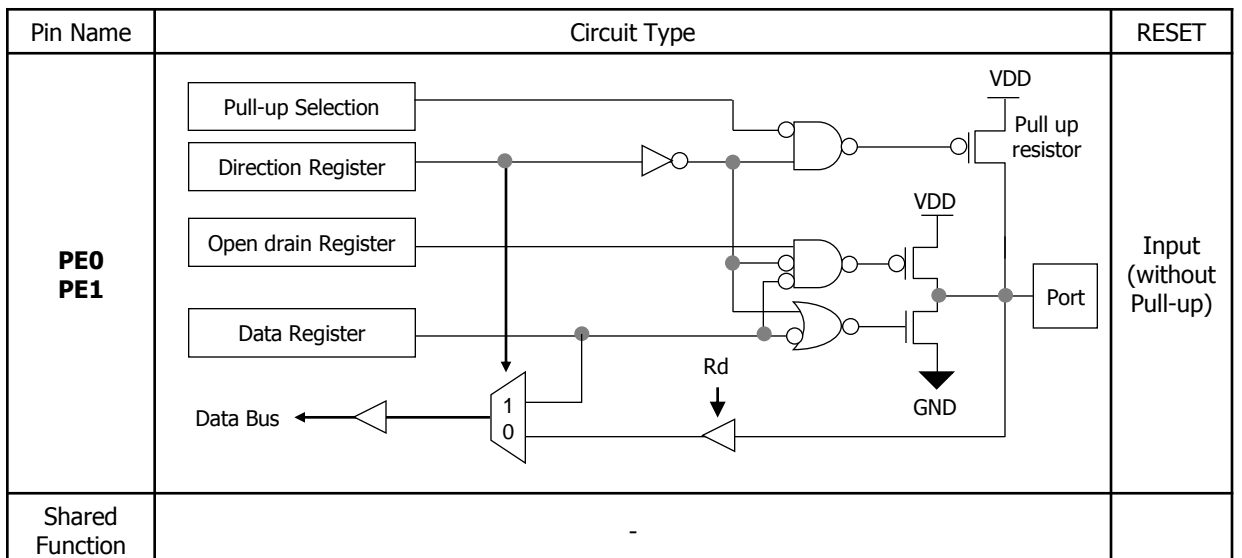 Pin Name
Circuit Type
RESET
PE0
PE1
Pull-up Selection
Direction Register
Open drain Register
Data Register
VDD
Pull up
resistor
VDD
Port
GND
Rd
1
0
Data Bus
Input
(without
Pull-up)
Shared
Function
-